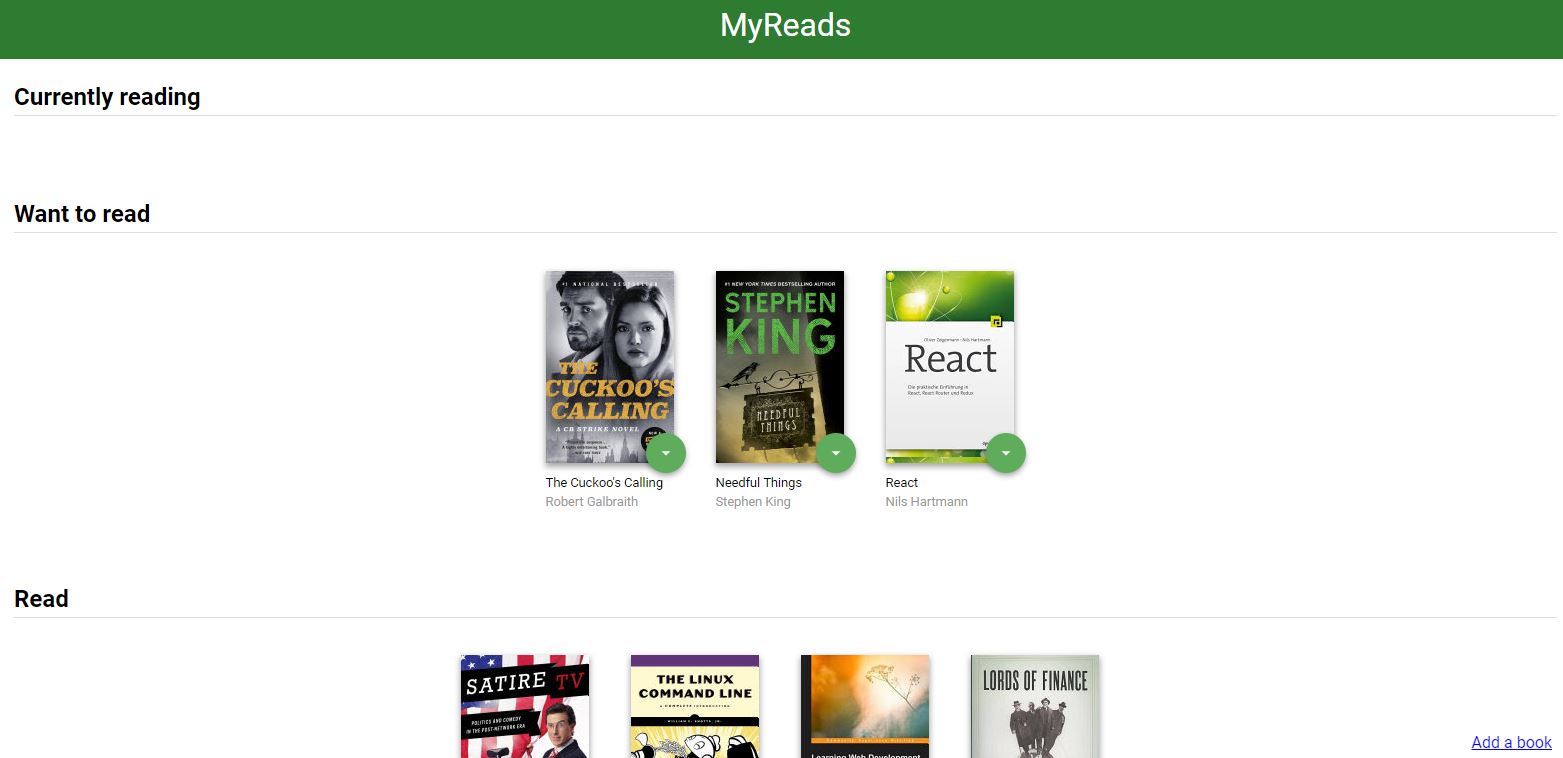 MyReads
Currently reading
Want to read
#1 NATIONAL BESTSELLER
THE
CUCKOO'S
CALLING
A CB STRIKE NOVEL
#1 NEW YORK TIMES BESTSELLING AUTHOR
STEPHEN
KING
NEEDFUL
THINGS
Oliver Zeigermann · Nils Hartmann
React
Die praktische Einführung in
React, React Router und Redux
The Cuckoo's Calling
Robert Galbraith
Needful Things
Stephen King
React
Nils Hartmann
Read
SATIRE TV
POLITICS AND COMEDY
IN THE POST-NETWORK ERA
THE LINUX
COMMAND LINE
A COMPLETE INTRODUCTION
WILLIAM E. SHOTTS, JR.
Learning Web Development
LORDS OF FINANCE
Add a book